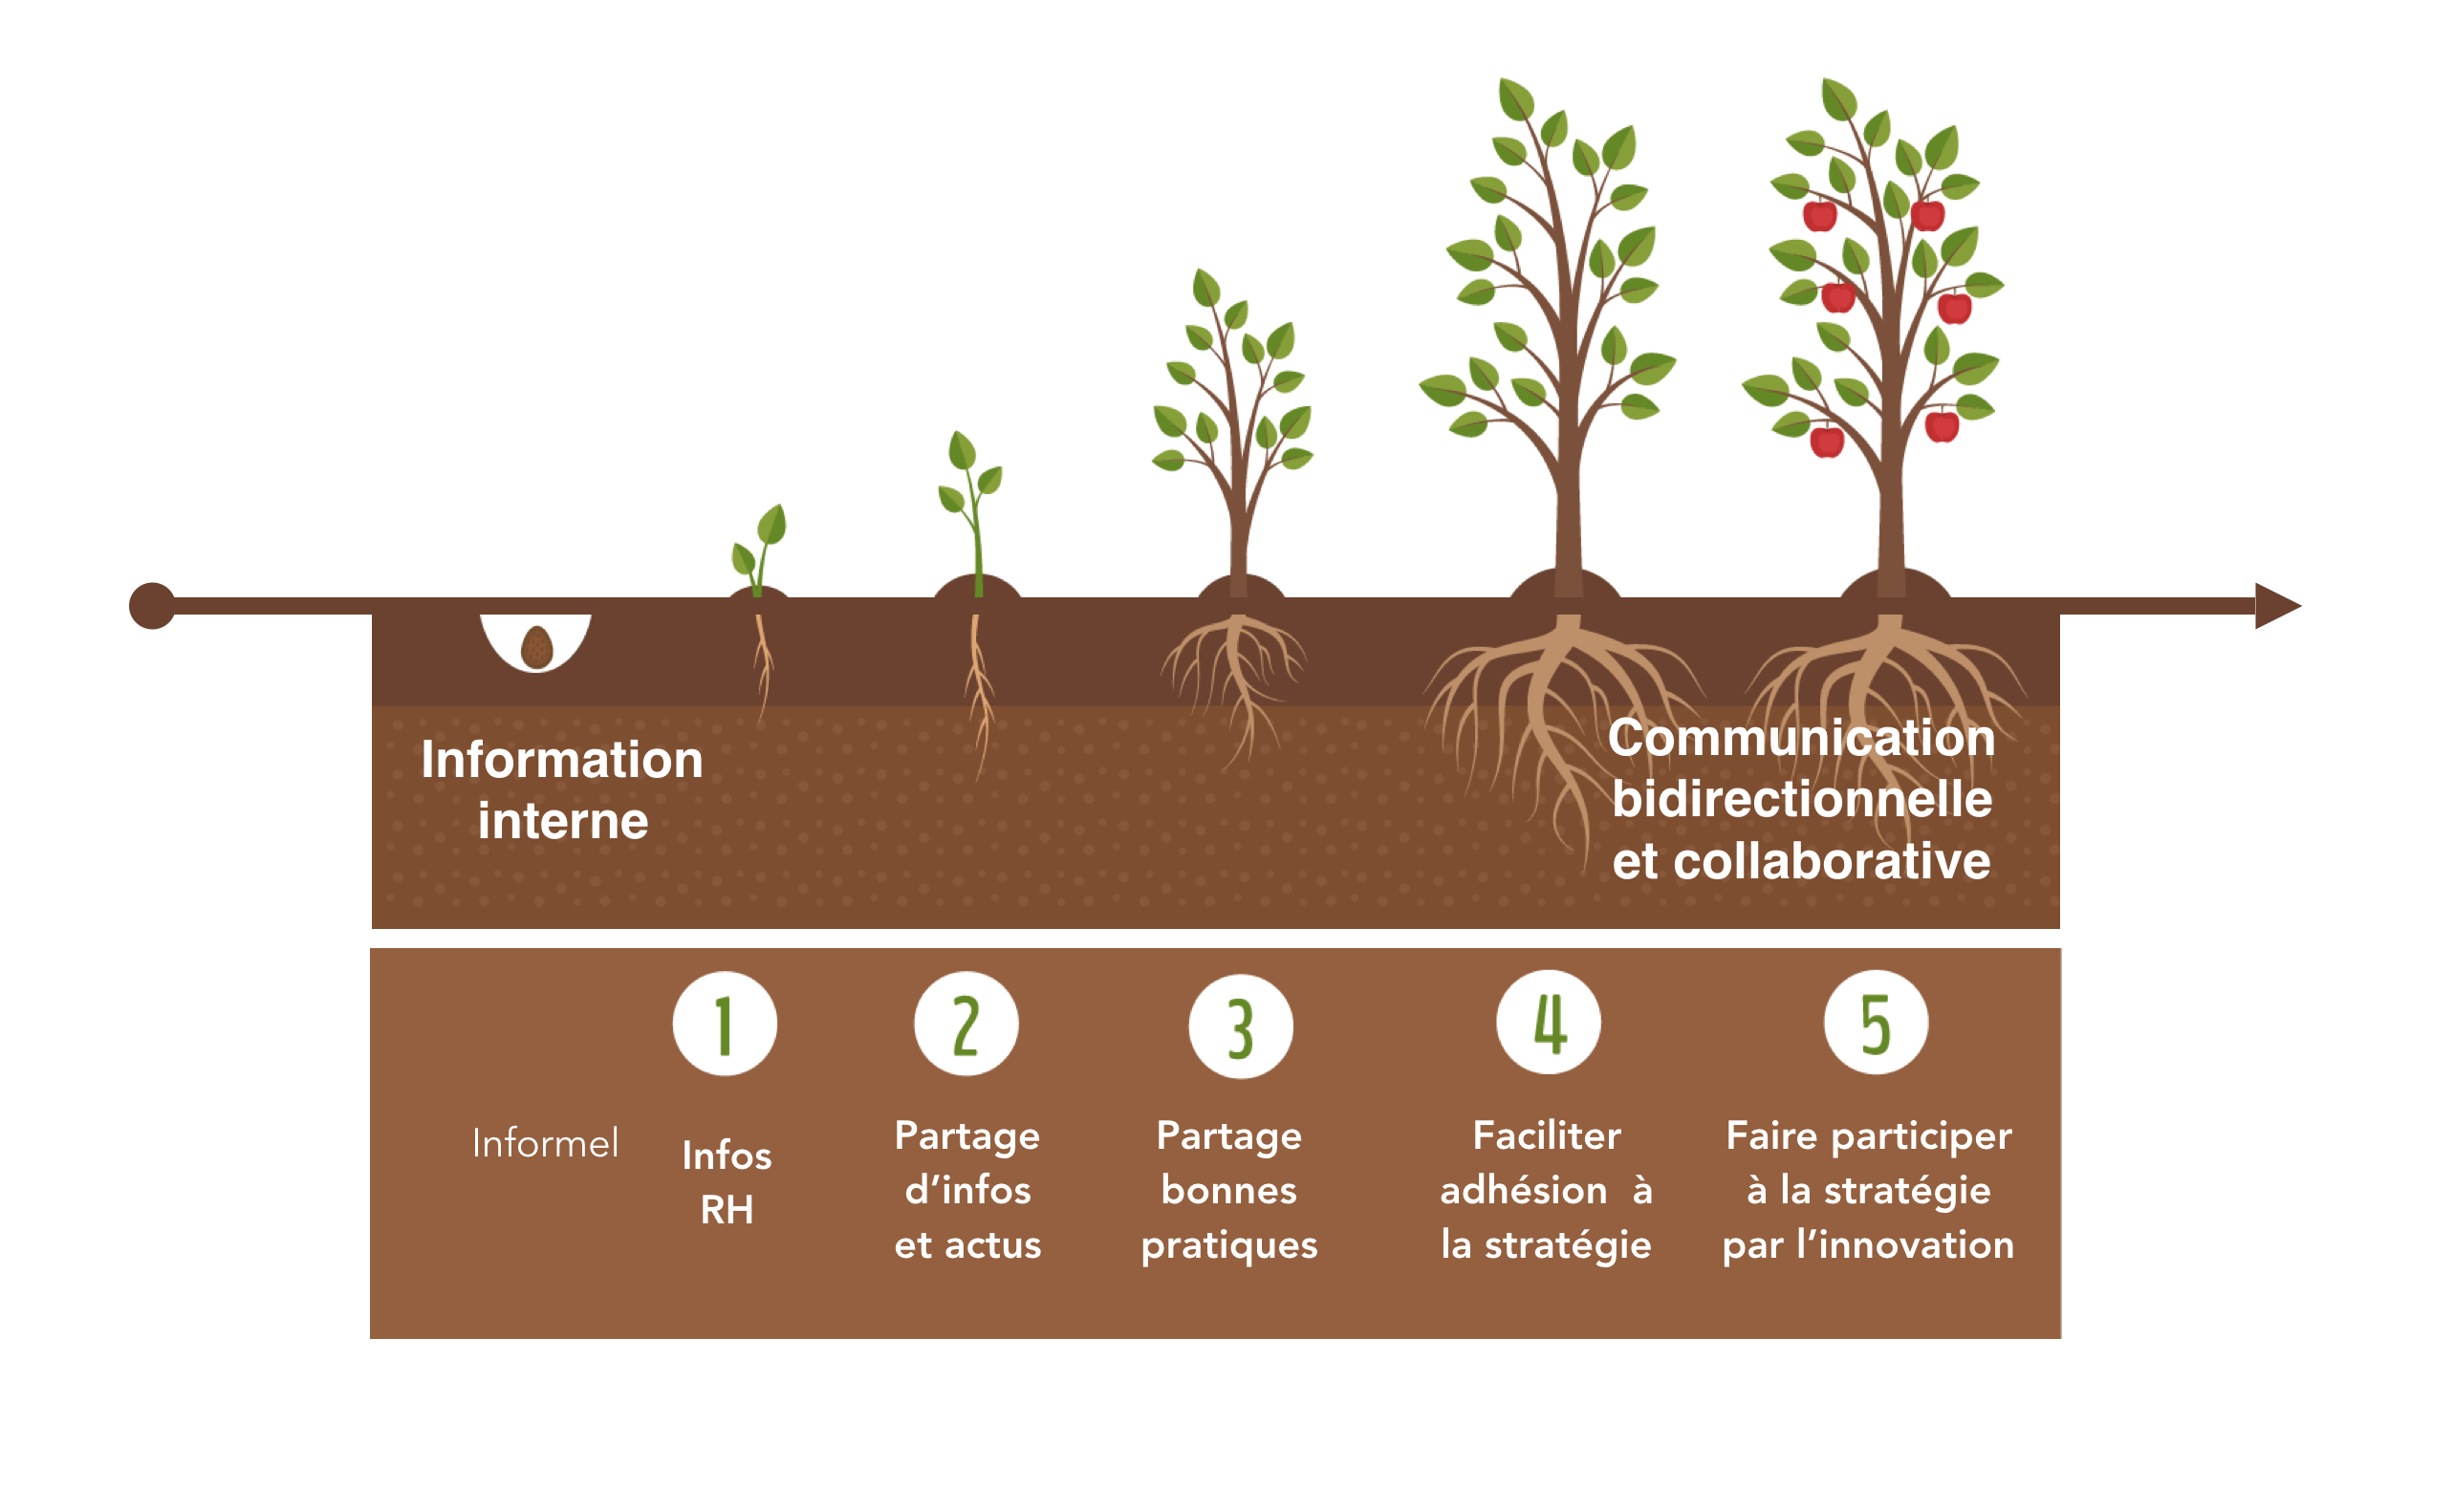 Information
interne
Communication
bidirectionnelle
et collaborative
1
2
3
4
5
Informel
Infos
RH
Partage
d’infos
et actus
Partage
bonnes
pratiques
Faciliter
adhésion à
la stratégie
Faire participer
à la stratégie
par l’innovation